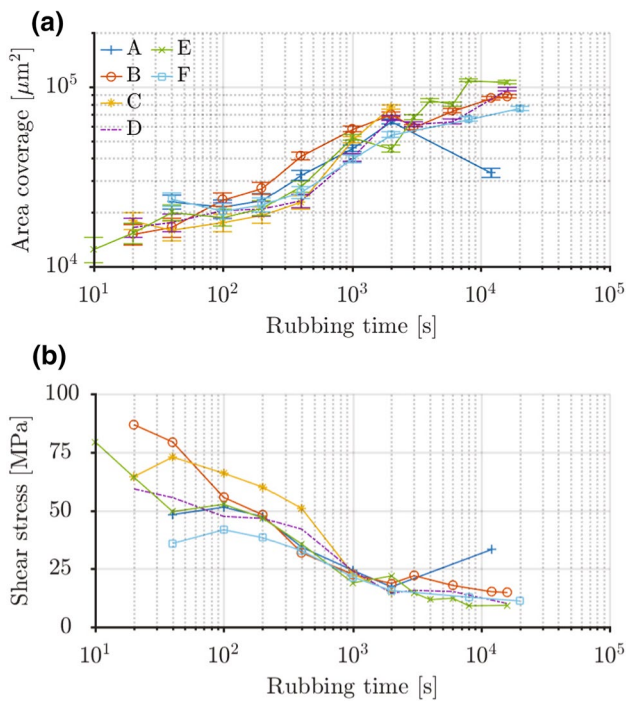 (a)
A
E
B
F
C
D
10^5
10^4
Area coverage [μm^2]
10^1 10^2 10^3 10^4 10^5
Rubbing time [s]
(b)
100
75
50
25
0
Shear stress [MPa]
10^1 10^2 10^3 10^4 10^5
Rubbing time [s]